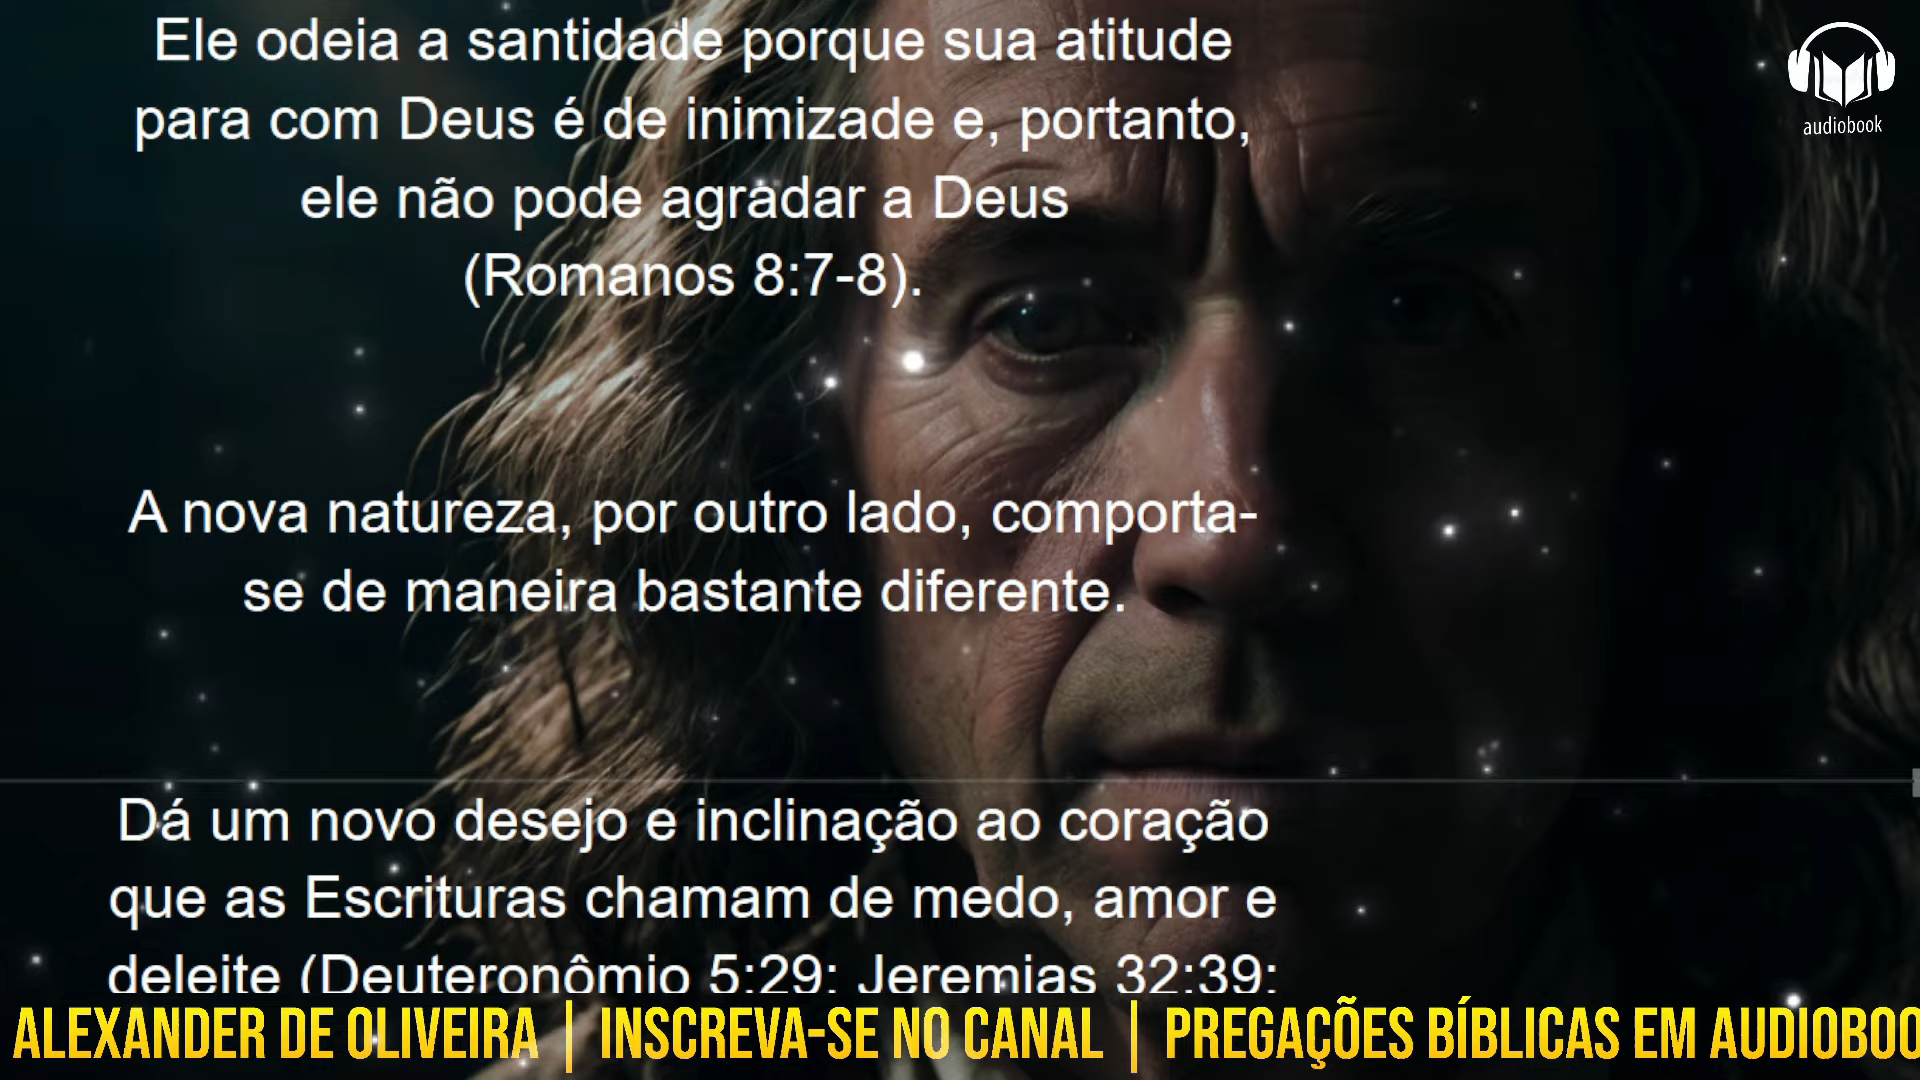 Ele odeia a santidade porque sua atitude
para com Deus é de inimizade e, portanto,
ele não pode agradar a Deus
(Romanos 8:7-8).
A nova natureza, por outro lado, comporta-
se de maneira bastante diferente.
Dá um novo desejo e inclinação ao coração
que as Escrituras chamam de medo, amor e
deleite (Deuteronômio 5:29; Jeremias 32:39;
audiobook
ALEXANDER DE OLIVEIRA | INSCREVA-SE NO CANAL | PREGAÇÕES BÍBLICAS EM AUDIOBOO